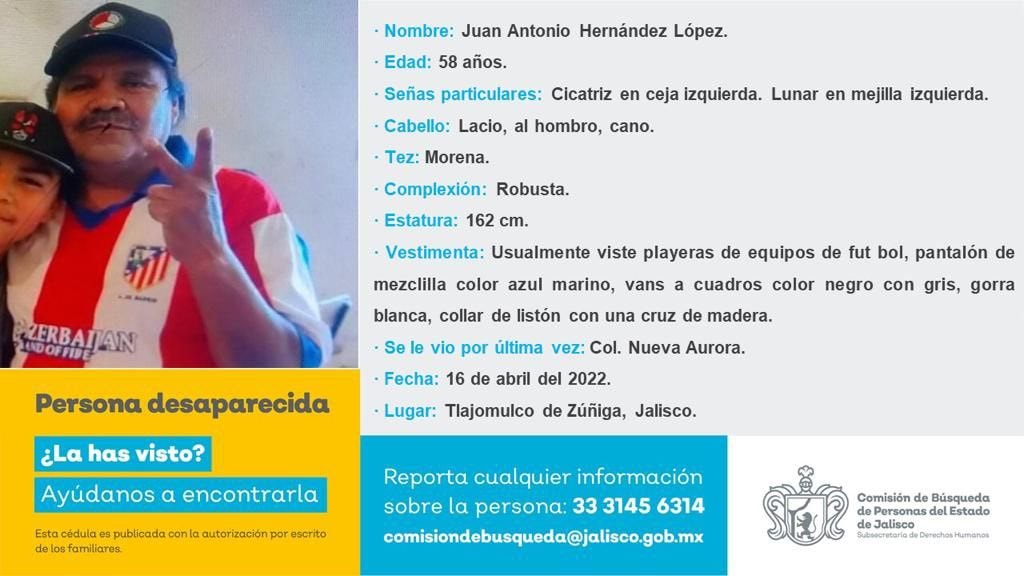 · Nombre: Juan Antonio Hernández López.
· Edad: 58 años.
· Señas particulares: Cicatriz en ceja izquierda. Lunar en mejilla izquierda.
· Cabello: Lacio, al hombro, cano.
· Tez: Morena.
· Complexión: Robusta.
· Estatura: 162 cm.
· Vestimenta: Usualmente viste playeras de equipos de fut bol, pantalón de
mezclilla color azul marino, vans a cuadros color negro con gris, gorra
blanca, collar de listón con una cruz de madera.
· Se le vio por última vez: Col. Nueva Aurora.
· Fecha: 16 de abril del 2022.
· Lugar: Tlajomulco de Zúñiga, Jalisco.
AZERBAIJAN
LAND OF FIRE
Persona desaparecida
¿La has visto?
Ayúdanos a encontrarla
Esta cédula es publicada con la autorización por escrito
de los familiares.
Reporta cualquier información
sobre la persona: 33 3145 6314
comisiondebusqueda@jalisco.gob.mx
Comisión de Búsqueda
de Personas del Estado
de Jalisco
Subsecretaría de Derechos Humanos